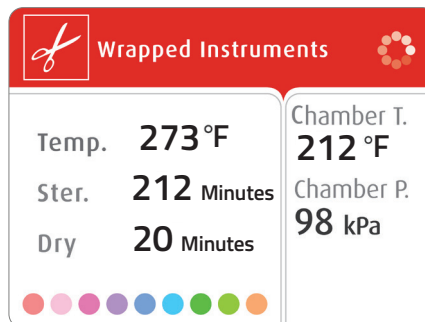 Wrapped Instruments
Temp. 273°F
Ster. 212 Minutes
Dry 20 Minutes
Chamber T.
212 °F
Chamber P.
98 kPa